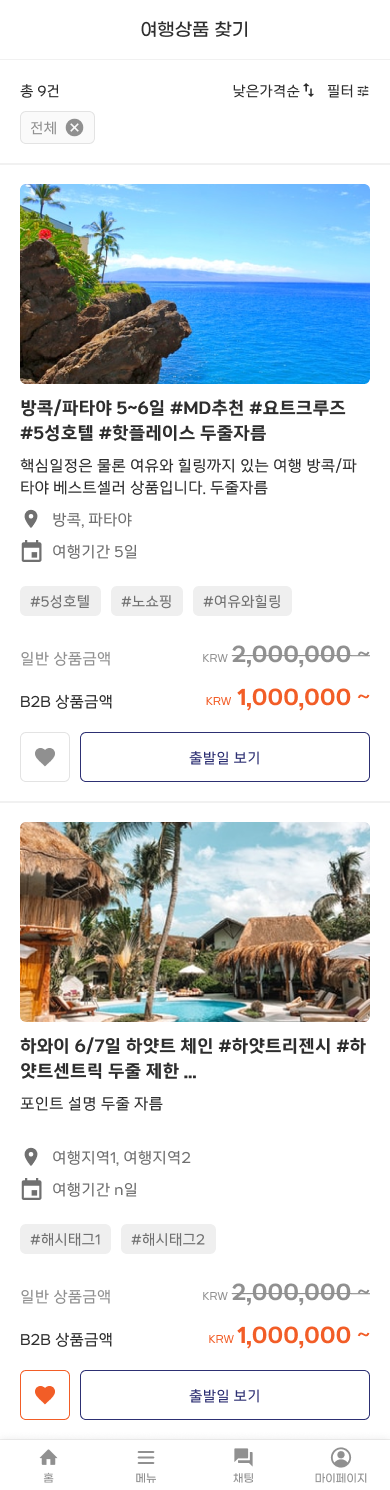 여행상품 찾기
총 9건
낮은가격순 필터
전체
방콕/파타야 5~6일 #MD추천 #요트크루즈
#5성호텔 #핫플레이스 두줄자름
핵심일정은 물론 여유와 힐링까지 있는 여행 방콕/파
타야 베스트셀러 상품입니다. 두줄자름
방콕, 파타야
여행기간 5일
#5성호텔 #노쇼핑 #여유와힐링
일반 상품금액 KRW 2,000,000 ~
B2B 상품금액 KRW 1,000,000 ~
출발일 보기
하와이 6/7일 하얏트 체인 #하얏트리젠시 #하
얏트센트릭 두줄 제한 ...
포인트 설명 두줄 자름
여행지역1, 여행지역2
여행기간 n일
#해시태그1 #해시태그2
일반 상품금액 KRW 2,000,000 ~
B2B 상품금액 KRW 1,000,000 ~
출발일 보기
홈 메뉴 채팅 마이페이지